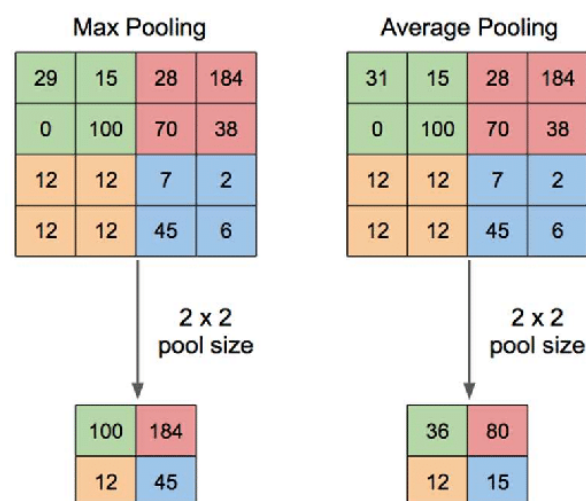 Max Pooling
29 15 28 184
0 100 70 38
12 12 7 2
12 12 45 6
2 x 2
pool size
100 184
12 45
Average Pooling
31 15 28 184
0 100 70 38
12 12 7 2
12 12 45 6
2 x 2
pool size
36 80
12 15